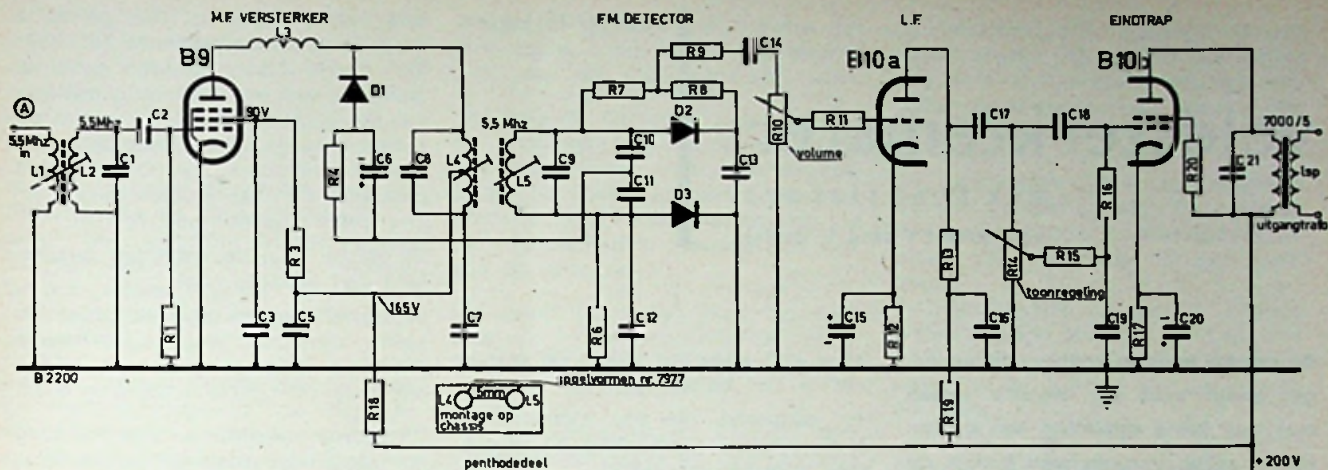 M.F. VERSTERKER
F.M. DETECTOR
L.F.
EINDTRAP
L3
B9
D1
C14
R9
B10a
B10b
A
5,5Mhz in
5,5Mhz
C2
90V
R7
R8
D2
C17
C18
7000/5
L1
L2
C1
R4
C6
C8
L4
5,5 Mhz
L5
C9
C10
C11
C13
R10
R11
volume
R20
C21
lsp
uitgangtrafo
D3
R3
R16
R13
R14
R15
toonregeling
165V
R1
C3
C5
C7
R6
C12
C15
R12
C16
C19
R17
C20
B2200
spoelvormen nr. 7977
R18
L4
5mm
L5
montage op
chassis
R19
penthodedeel
+200V